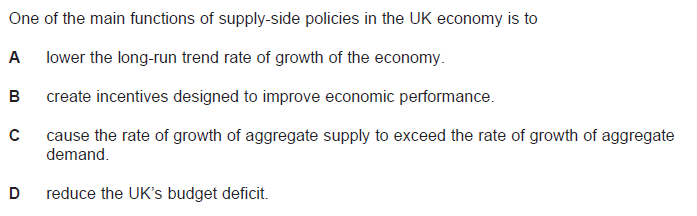 One of the main functions of supply-side policies in the UK economy is to
A lower the long-run trend rate of growth of the economy.
B create incentives designed to improve economic performance.
C cause the rate of growth of aggregate supply to exceed the rate of growth of aggregate
demand.
D reduce the UK's budget deficit.